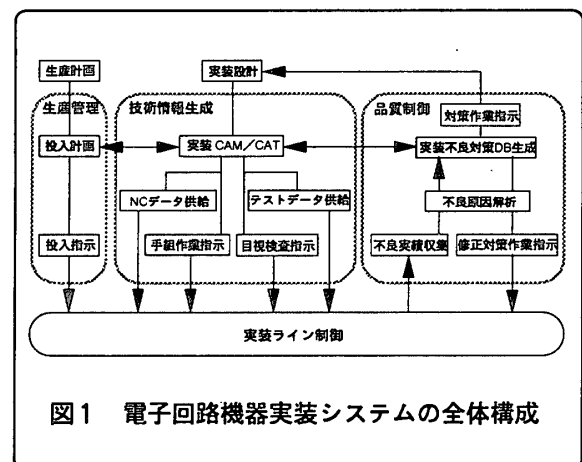 生産計画
実装設計
生産管理
技術情報生成
品質制御
対策作業指示
投入計画
実装 CAM/CAT
実装不良対策DB生成
NCデータ供給
テストデータ供給
不良原因解析
投入指示
手組作業指示
目視検査指示
不良実績収集
修正対策作業指示
実装ライン制御
図1 電子回路機器実装システムの全体構成